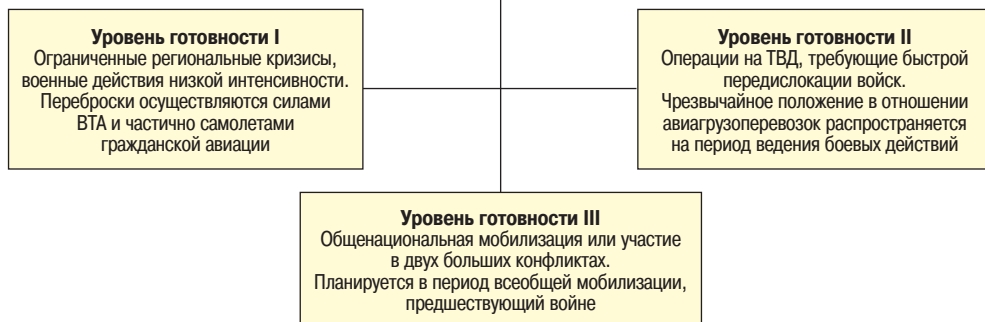 Уровень готовности I
Ограниченные региональные кризисы,
военные действия низкой интенсивности.
Переброски осуществляются силами
ВТА и частично самолетами
гражданской авиации
Уровень готовности II
Операции на ТВД, требующие быстрой
передислокации войск.
Чрезвычайное положение в отношении
авиагрузоперевозок распространяется
на период ведения боевых действий
Уровень готовности III
Общенациональная мобилизация или участие
в двух больших конфликтах.
Планируется в период всеобщей мобилизации,
предшествующий войне